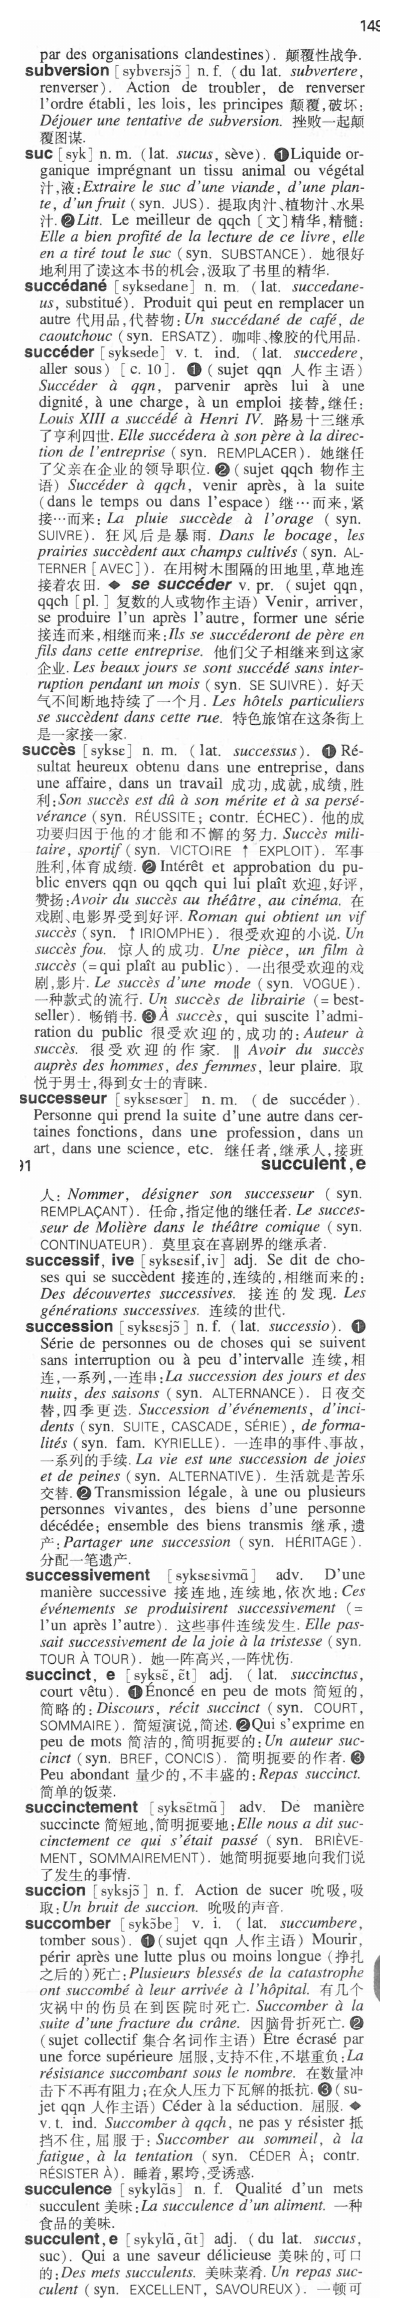 149
par des organisations clandestines). 颠覆性战争.
subversion [sybvɛrsjɔ̃] n. f. (du lat. subvertere,
renverser). Action de troubler, de renverser
l'ordre établi, les lois, les principes 颠覆,破坏:
Déjouer une tentative de subversion. 挫败一起颠
覆图谋.
suc [syk] n. m. (lat. sucus, sève). ❶Liquide or-
ganique imprégnant un tissu animal ou végétal
汁,液:Extraire le suc d'une viande, d'une plan-
te, d'un fruit (syn. JUS). 提取肉汁、植物汁、水果
汁. ❷Litt. Le meilleur de qqch [文]精华,精髓:
Elle a bien profité de la lecture de ce livre, elle
en a tiré tout le suc (syn. SUBSTANCE). 她很好
地利用了读这本书的机会,汲取了书里的精华.
succédané [syksedane] n. m. (lat. succedane-
us, substitué). Produit qui peut en remplacer un
autre 代用品,代替物:Un succédané de café, de
caoutchouc (syn. ERSATZ). 咖啡、橡胶的代用品.
succéder [syksede] v. t. ind. (lat. succedere,
aller sous) [c. 10]. ❶(sujet qqn 人作主语)
Succéder à qqn, parvenir après lui à une
dignité, à une charge, à un emploi 接替,继任:
Louis XIII a succédé à Henri IV. 路易十三继承
了亨利四世. Elle succédera à son père à la direc-
tion de l'entreprise (syn. REMPLACER). 她继任
了父亲在企业的领导职位. ❷(sujet qqch 物作主
语) Succéder à qqch, venir après, à la suite
(dans le temps ou dans l'espace) 继…而来,紧
接…而来: La pluie succède à l'orage (syn.
SUIVRE). 狂风后是暴雨. Dans le bocage, les
prairies succèdent aux champs cultivés (syn. AL-
TERNER [AVEC]). 在用树木围隔的田地里,草地连
接着农田. ◆ se succéder v. pr. (sujet qqn,
qqch [pl.] 复数的人或物作主语) Venir, arriver,
se produire l'un après l'autre, former une série
接连而来,相继而来:Ils se succéderont de père en
fils dans cette entreprise. 他们父子相继来到这家
企业. Les beaux jours se sont succédé sans inter-
ruption pendant un mois (syn. SE SUIVRE). 好天
气不间断地持续了一个月. Les hôtels particuliers
se succèdent dans cette rue. 特色旅馆在这条街上
是一家接一家.
succès [syksɛ] n. m. (lat. successus). ❶Ré-
sultat heureux obtenu dans une entreprise, dans
une affaire, dans un travail 成功,成就,成绩,胜
利:Son succès est dû à son mérite et à sa persé-
vérance (syn. RÉUSSITE; contr. ÉCHEC). 他的成
功要归因于他的才能和不懈的努力. Succès mili-
taire, sportif (syn. VICTOIRE ↑ EXPLOIT). 军事
胜利,体育成绩. ❷Intérêt et approbation du pu-
blic envers qqn ou qqch qui lui plaît 欢迎,好评,
赞扬:Avoir du succès au théâtre, au cinéma. 在
戏剧、电影界受到好评. Roman qui obtient un vif
succès (syn. ↑IRIOMPHE). 很受欢迎的小说. Un
succès fou. 惊人的成功. Une pièce, un film à
succès (=qui plaît au public). 一出很受欢迎的戏
剧,影片. Le succès d'une mode (syn. VOGUE).
一种款式的流行. Un succès de librairie (=best-
seller). 畅销书. ❸À succès, qui suscite l'admi-
ration du public 很受欢迎的,成功的:Auteur à
succès. 很受欢迎的作家. ‖ Avoir du succès
auprès des hommes, des femmes, leur plaire. 取
悦于男士,得到女士的青睐.
successeur [syksɛsœr] n. m. (de succéder).
Personne qui prend la suite d'une autre dans cer-
taines fonctions, dans une profession, dans un
art, dans une science, etc. 继任者,继承人,接班
91 succulent,e
人: Nommer, désigner son successeur (syn.
REMPLAÇANT). 任命,指定他的继任者. Le succes-
seur de Molière dans le théâtre comique (syn.
CONTINUATEUR). 莫里哀在喜剧界的继承者.
successif, ive [syksɛsif,iv] adj. Se dit de cho-
ses qui se succèdent 接连的,连续的,相继而来的:
Des découvertes successives. 接连的发现. Les
générations successives. 连续的世代.
succession [syksɛsjɔ̃] n. f. (lat. successio). ❶
Série de personnes ou de choses qui se suivent
sans interruption ou à peu d'intervalle 连续,相
连,一系列,一连串:La succession des jours et des
nuits, des saisons (syn. ALTERNANCE). 日夜交
替,四季更迭. Succession d'événements, d'inci-
dents (syn. SUITE, CASCADE, SÉRIE), de forma-
lités (syn. fam. KYRIELLE). 一连串的事件、事故,
一系列的手续. La vie est une succession de joies
et de peines (syn. ALTERNATIVE). 生活就是苦乐
交替. ❷Transmission légale, à une ou plusieurs
personnes vivantes, des biens d'une personne
décédée; ensemble des biens transmis 继承,遗
产:Partager une succession (syn. HÉRITAGE).
分配一笔遗产.
successivement [syksɛsivmɑ̃] adv. D'une
manière successive 接连地,连续地,依次地: Ces
événements se produisirent successivement (=
l'un après l'autre). 这些事件连续发生. Elle pas-
sait successivement de la joie à la tristesse (syn.
TOUR À TOUR). 她一阵高兴,一阵忧伤.
succinct, e [syksɛ̃, ɛ̃t] adj. (lat. succinctus,
court vêtu). ❶Énoncé en peu de mots 简短的,
简略的:Discours, récit succinct (syn. COURT,
SOMMAIRE). 简短演说,简述. ❷Qui s'exprime en
peu de mots 简洁的,简明扼要的:Un auteur suc-
cinct (syn. BREF, CONCIS). 简明扼要的作者. ❸
Peu abondant 量少的,不丰盛的:Repas succinct.
简单的饭菜.
succinctement [syksɛ̃tmɑ̃] adv. De manière
succincte 简短地,简明扼要地:Elle nous a dit suc-
cinctement ce qui s'était passé (syn. BRIÈVE-
MENT, SOMMAIREMENT). 她简明扼要地向我们说
了发生的事情.
succion [syksjɔ̃] n. f. Action de sucer 吮吸,吸
取:Un bruit de succion. 吮吸的声音.
succomber [sykɔ̃be] v. i. (lat. succumbere,
tomber sous). ❶(sujet qqn 人作主语) Mourir,
périr après une lutte plus ou moins longue (挣扎
之后的)死亡:Plusieurs blessés de la catastrophe
ont succombé à leur arrivée à l'hôpital. 有几个
灾祸中的伤员在到医院时死亡. Succomber à la
suite d'une fracture du crâne. 因脑骨折死亡. ❷
(sujet collectif 集合名词作主语) Être écrasé par
une force supérieure 屈服,支持不住,不堪重负:La
résistance succombant sous le nombre. 在数量冲
击下不再有阻力;在众人压力下瓦解的抵抗. ❸(su-
jet qqn 人作主语) Céder à la séduction. 屈服. ◆
v. t. ind. Succomber à qqch, ne pas y résister 抵
挡不住,屈服于: Succomber au sommeil, à la
fatigue, à la tentation (syn. CÉDER À; contr.
RÉSISTER À). 睡着,累垮,受诱惑.
succulence [sykylɑ̃s] n. f. Qualité d'un mets
succulent 美味:La succulence d'un aliment. 一种
食品的美味.
succulent,e [sykylɑ̃, ɑ̃t] adj. (du lat. succus,
suc). Qui a une saveur délicieuse 美味的,可口
的:Des mets succulents. 美味菜肴. Un repas suc-
culent (syn. EXCELLENT, SAVOUREUX). 一顿可